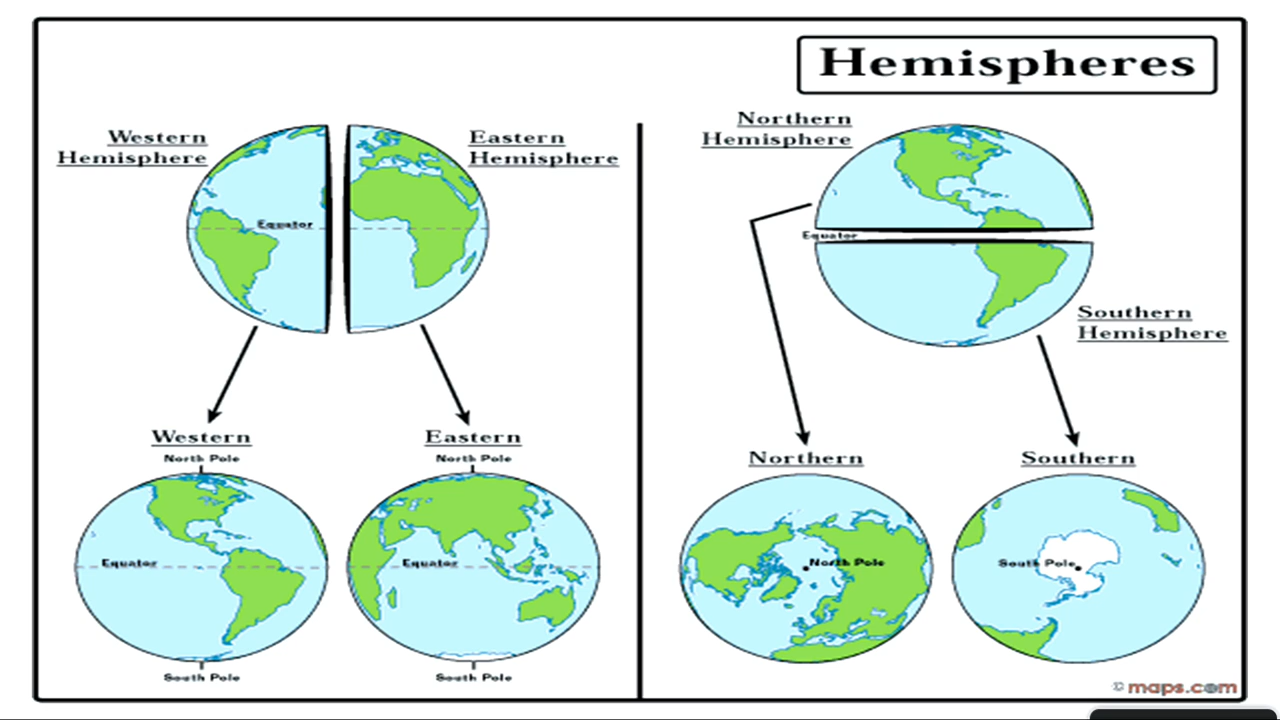 Hemispheres
Western
Hemisphere
Eastern
Hemisphere
Equator
Western
North Pole
Equator
South Pole
Eastern
North Pole
Equator
South Pole
Northern
Hemisphere
Equator
Southern
Hemisphere
Northern
North Pole
Southern
South Pole
© maps.com